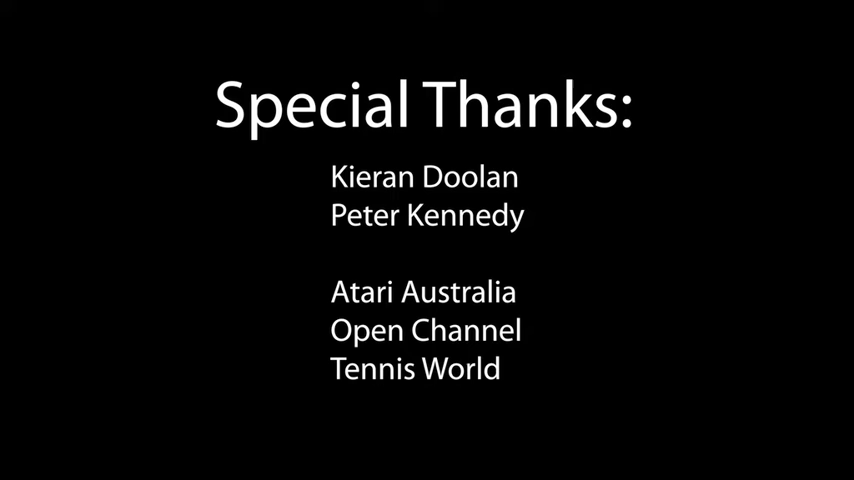 Special Thanks:
Kieran Doolan
Peter Kennedy
Atari Australia
Open Channel
Tennis World